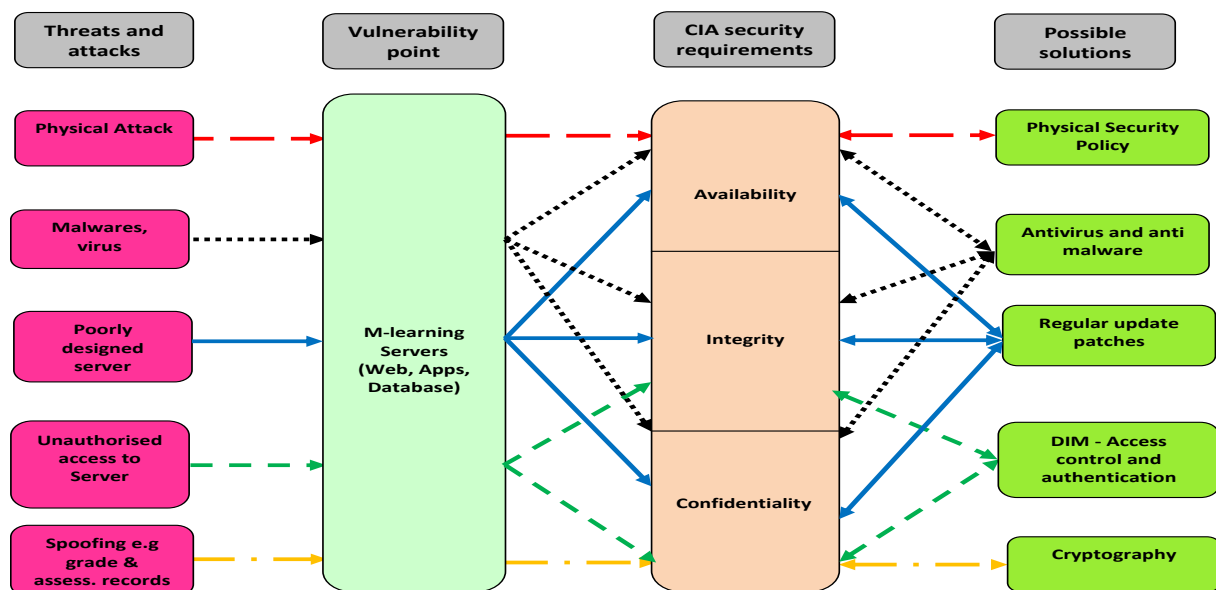 Threats and
attacks
Vulnerability
point
CIA security
requirements
Possible
solutions
Physical Attack
Malwares,
virus
Poorly
designed
server
Unauthorised
access to
Server
Spoofing e.g
grade &
assess. records
M-learning
Servers
(Web, Apps,
Database)
Availability
Integrity
Confidentiality
Physical Security
Policy
Antivirus and anti
malware
Regular update
patches
DIM - Access
control and
authentication
Cryptography